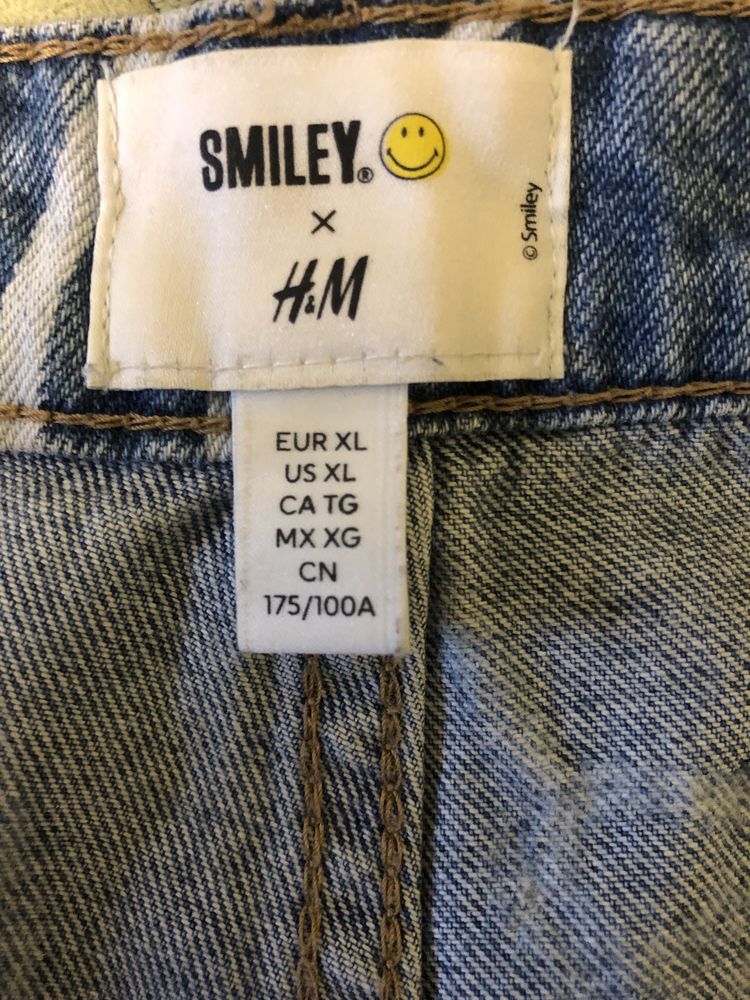 SMILEY.®
×
H&M
© Smiley
EUR XL
US XL
CA TG
MX XG
CN
175/100A